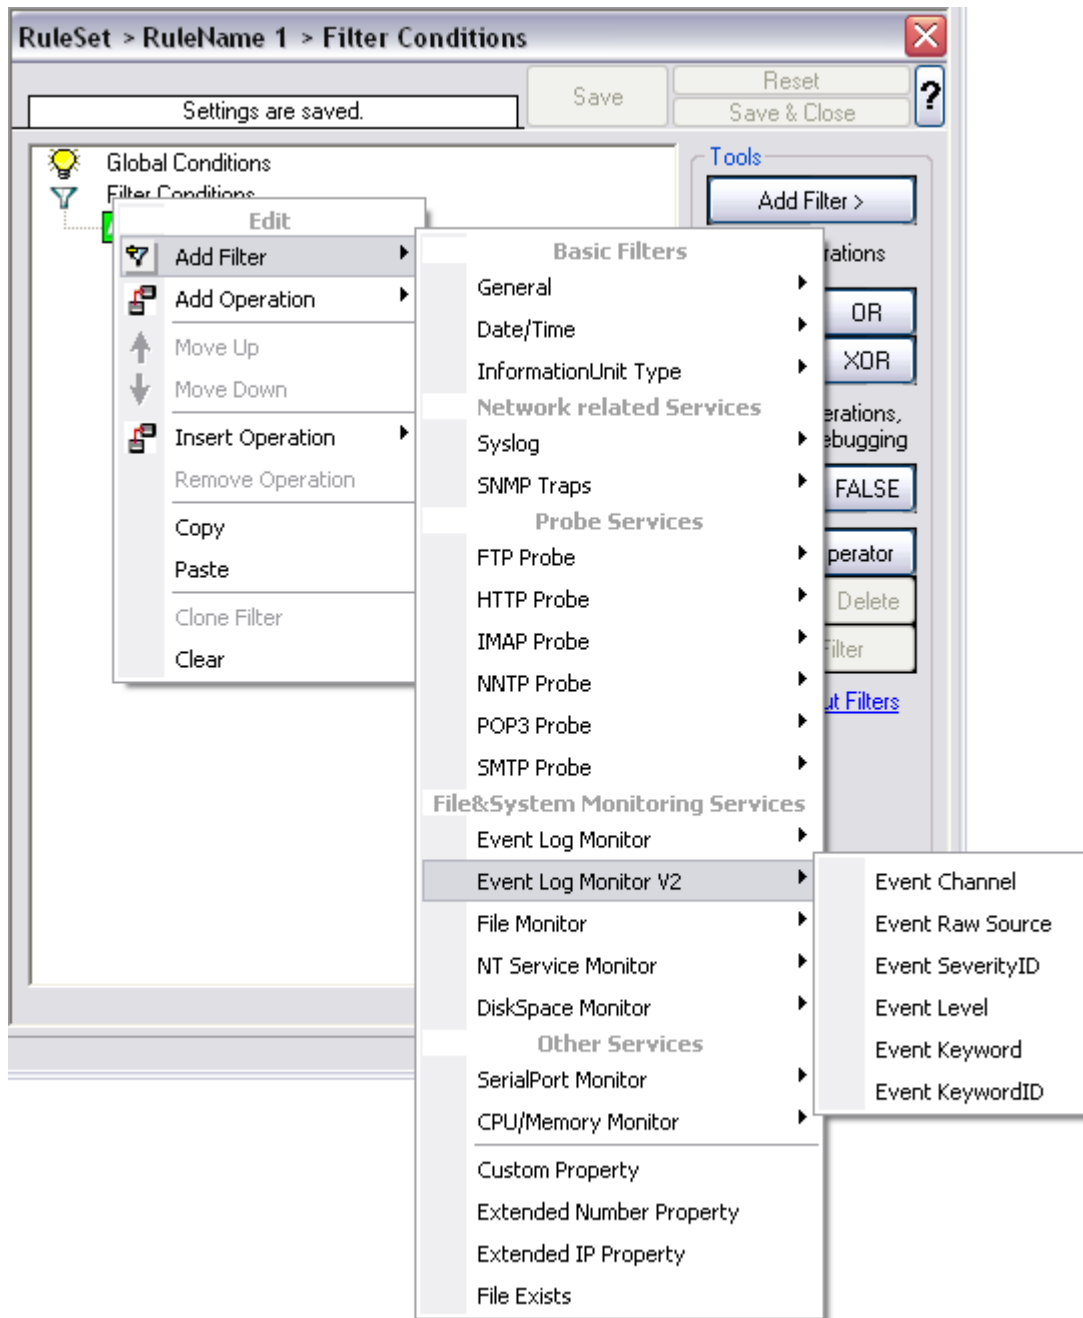 RuleSet > RuleName 1 > Filter Conditions
Settings are saved.
Save
Reset
Save & Close
?
Global Conditions
Filter Conditions
Tools
Add Filter >
OR
XOR
FALSE
Delete
Filters
Edit
Add Filter
Add Operation
Move Up
Move Down
Insert Operation
Remove Operation
Copy
Paste
Clone Filter
Clear
Basic Filters
General
Date/Time
InformationUnit Type
Network related Services
Syslog
SNMP Traps
Probe Services
FTP Probe
HTTP Probe
IMAP Probe
NNTP Probe
POP3 Probe
SMTP Probe
File&System Monitoring Services
Event Log Monitor
Event Log Monitor V2
File Monitor
NT Service Monitor
DiskSpace Monitor
Other Services
SerialPort Monitor
CPU/Memory Monitor
Custom Property
Extended Number Property
Extended IP Property
File Exists
Event Channel
Event Raw Source
Event SeverityID
Event Level
Event Keyword
Event KeywordID